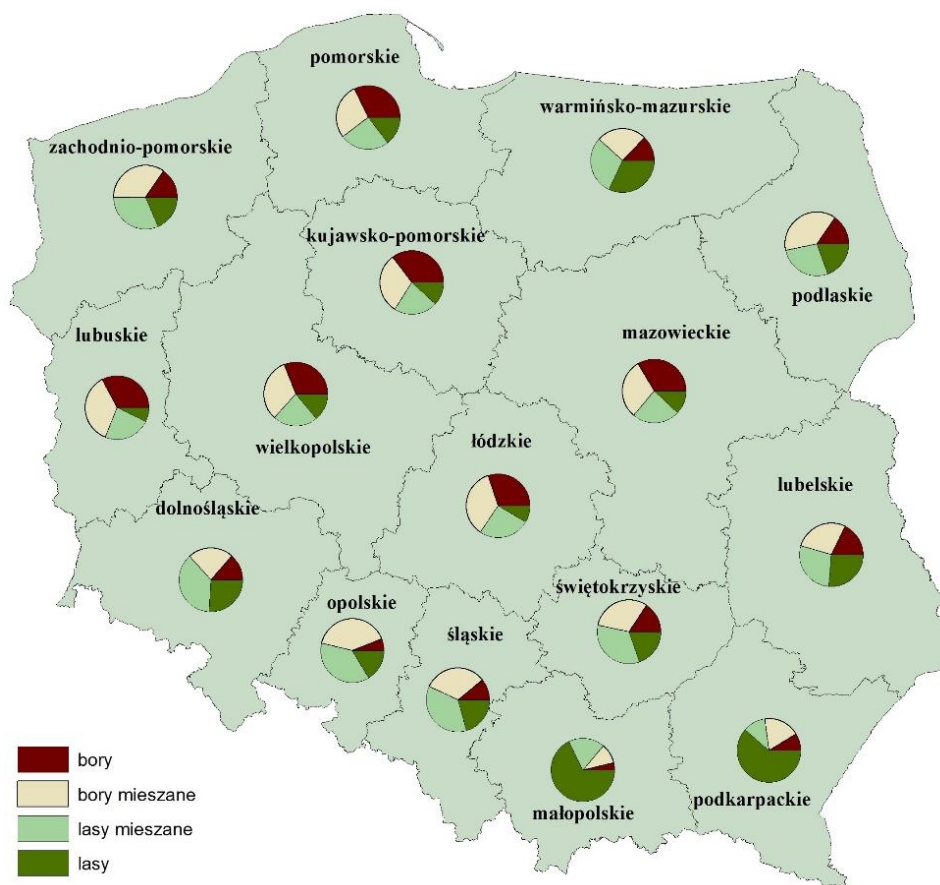 pomorskie
warmińsko-mazurskie
zachodnio-pomorskie
kujawsko-pomorskie
podlaskie
lubuskie
mazowieckie
wielkopolskie
łódzkie
lubelskie
dolnośląskie
świętokrzyskie
opolskie
śląskie
małopolskie
podkarpackie
bory
bory mieszane
lasy mieszane
lasy